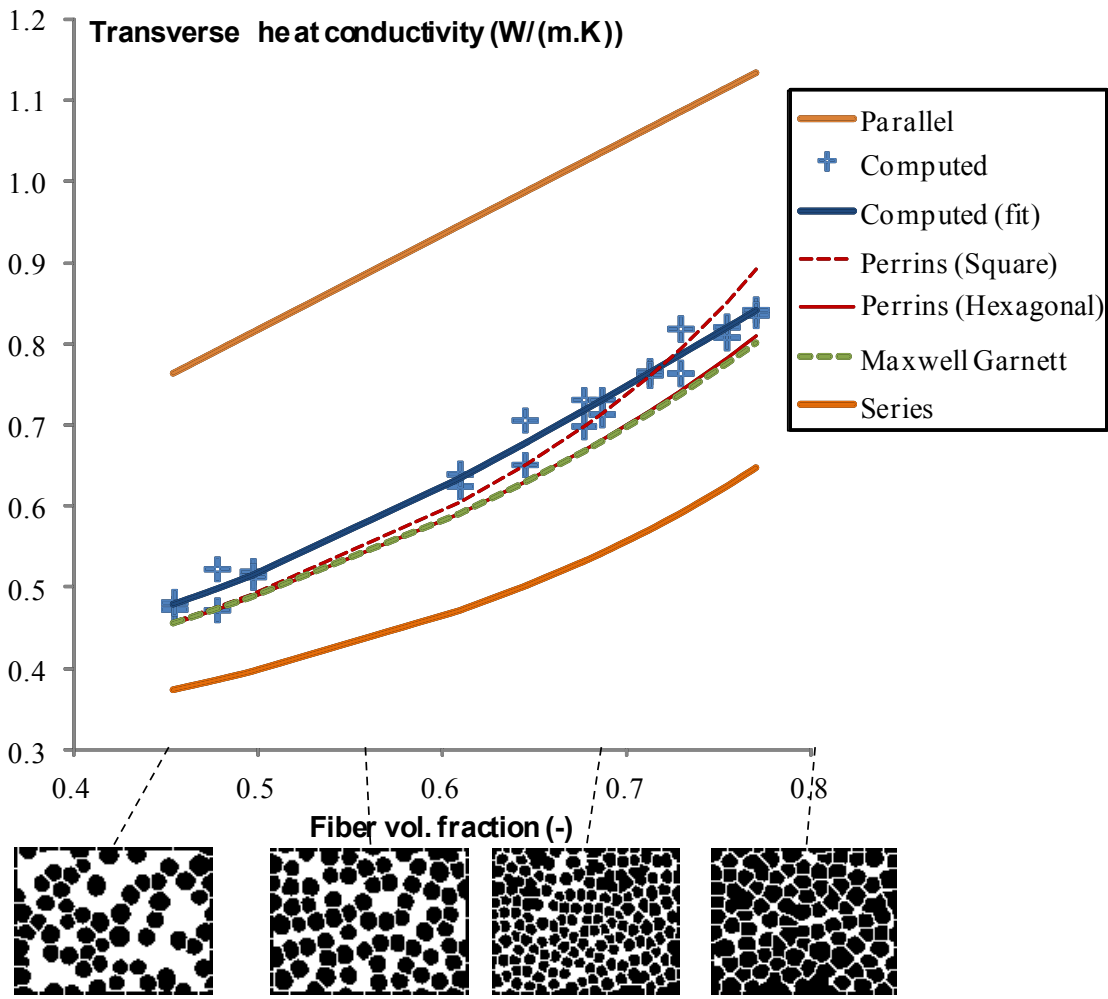 1.2
Transverse heat conductivity (W/(m.K))
1.1
1.0
0.9
0.8
0.7
0.6
0.5
0.4
0.3
Parallel
Computed
Computed (fit)
Perrins (Square)
Perrins (Hexagonal)
Maxwell Garnett
Series
0.4 0.5 0.6 0.7 0.8
Fiber vol. fraction (-)